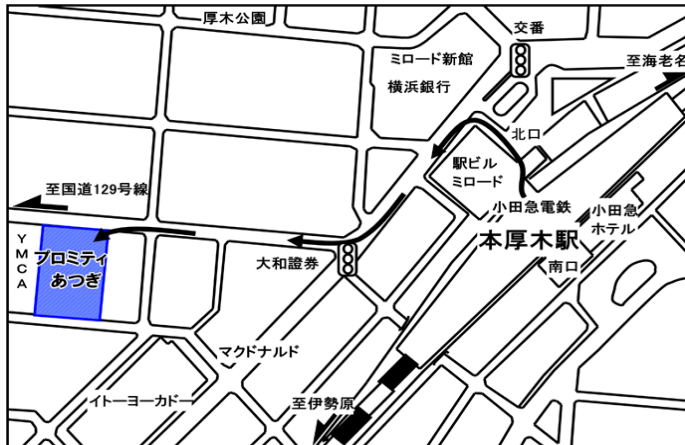 厚木公園
交番
ミロード新館
横浜銀行
至海老名
北口
駅ビル
ミロード
至国道129号線
小田急電鉄
小田急
ホテル
本厚木駅
南口
YMCA
プロミティ
あつぎ
大和證券
マクドナルド
イトーヨーカドー
至伊勢原